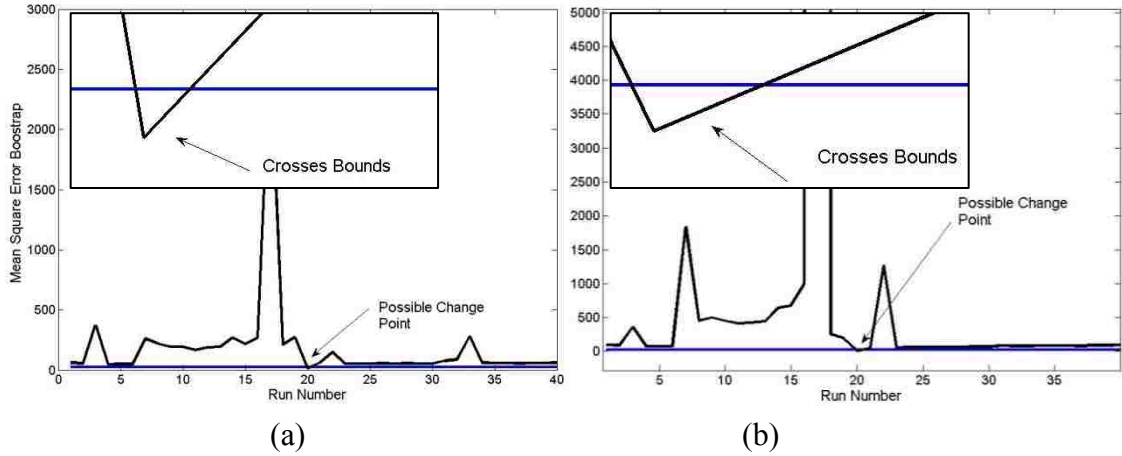 3000
2500
2000
1500
1000
500
0
Mean Square Error Boostrap
Crosses Bounds
Possible Change
Point
0 5 10 15 20 25 30 35 40
Run Number
(a)
5000
4500
4000
3500
3000
2500
2000
1500
1000
500
0
Crosses Bounds
Possible Change
Point
5 10 15 20 25 30 35
Run Number
(b)